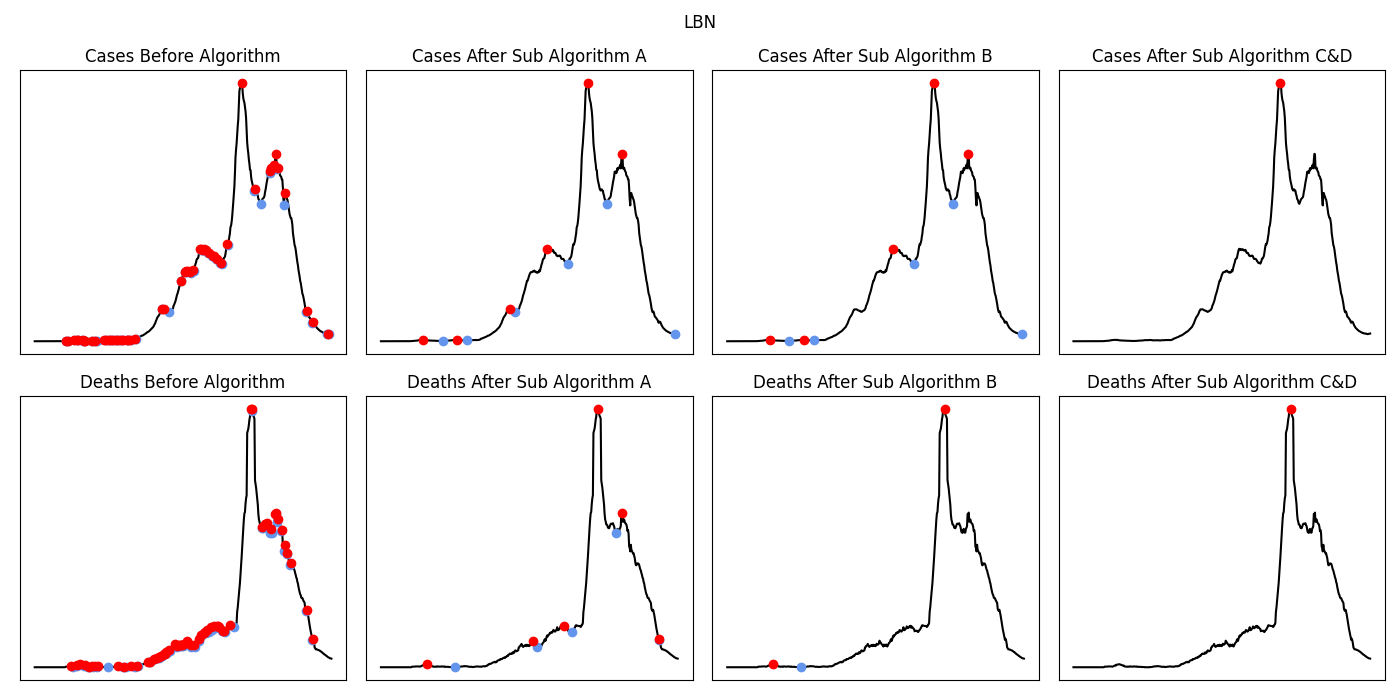 LBN
Cases Before Algorithm
Cases After Sub Algorithm A
Cases After Sub Algorithm B
Cases After Sub Algorithm C&D
Deaths Before Algorithm
Deaths After Sub Algorithm A
Deaths After Sub Algorithm B
Deaths After Sub Algorithm C&D